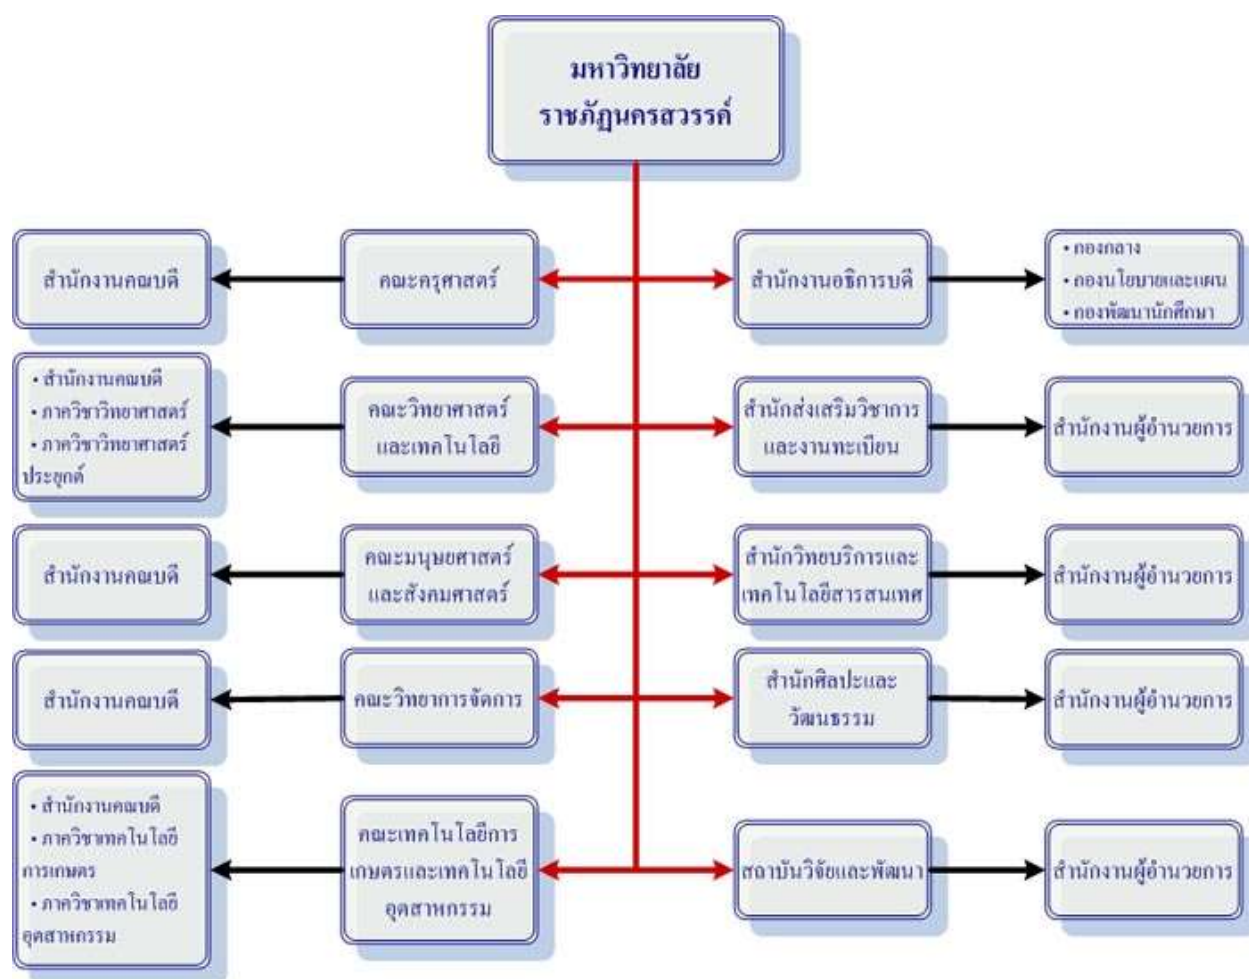 มหาวิทยาลัย
ราชภัฏนครสวรรค์
สำนักงานคณบดี
คณะครุศาสตร์
สำนักงานอธิการบดี
• กองกลาง
• กองนโยบายและแผน
• กองพัฒนานักศึกษา
• สำนักงานคณบดี
• ภาควิชาวิทยาศาสตร์
• ภาควิชาวิทยาศาสตร์
ประยุกต์
คณะวิทยาศาสตร์
และเทคโนโลยี
สำนักส่งเสริมวิชาการ
และงานทะเบียน
สำนักงานผู้อำนวยการ
สำนักงานคณบดี
คณะมนุษยศาสตร์
และสังคมศาสตร์
สำนักวิทยบริการและ
เทคโนโลยีสารสนเทศ
สำนักงานผู้อำนวยการ
สำนักงานคณบดี
คณะวิทยาการจัดการ
สำนักศิลปะและ
วัฒนธรรม
สำนักงานผู้อำนวยการ
• สำนักงานคณบดี
• ภาควิชาเทคโนโลยี
การเกษตร
• ภาควิชาเทคโนโลยี
อุตสาหกรรม
คณะเทคโนโลยีการ
เกษตรและเทคโนโลยี
อุตสาหกรรม
สถาบันวิจัยและพัฒนา
สำนักงานผู้อำนวยการ